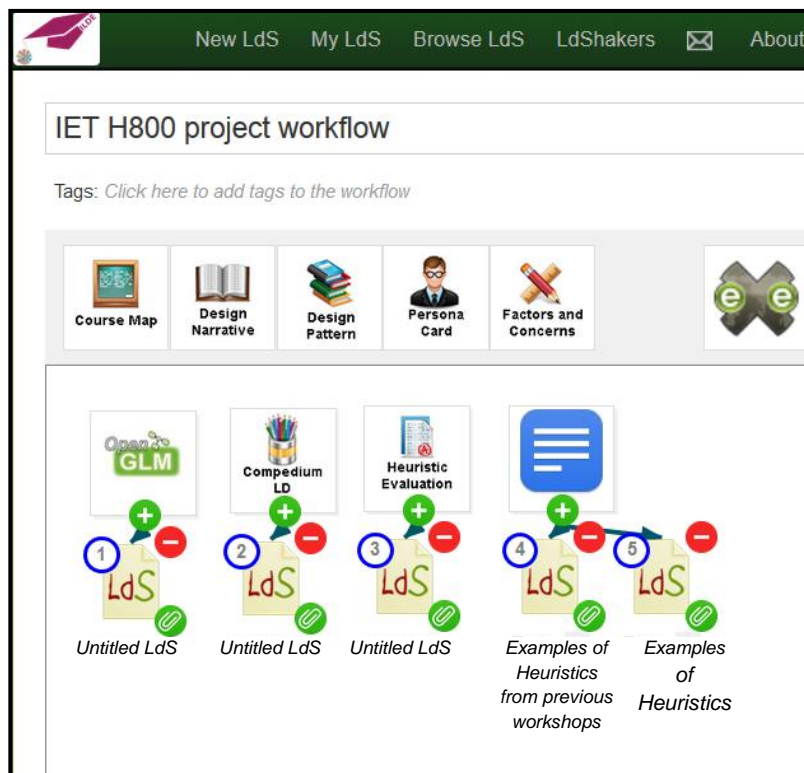 ILDE
New LdS My LdS Browse LdS LdShakers About
IET H800 project workflow
Tags: Click here to add tags to the workflow
Course Map
Design
Narrative
Design
Pattern
Persona
Card
Factors and
Concerns
e e
Open
GLM
Compedium
LD
Heuristic
Evaluation
1 LdS
2 LdS
3 LdS
4 LdS
5 LdS
Untitled LdS
Untitled LdS
Untitled LdS
Examples of
Heuristics
from previous
workshops
Examples
of
Heuristics